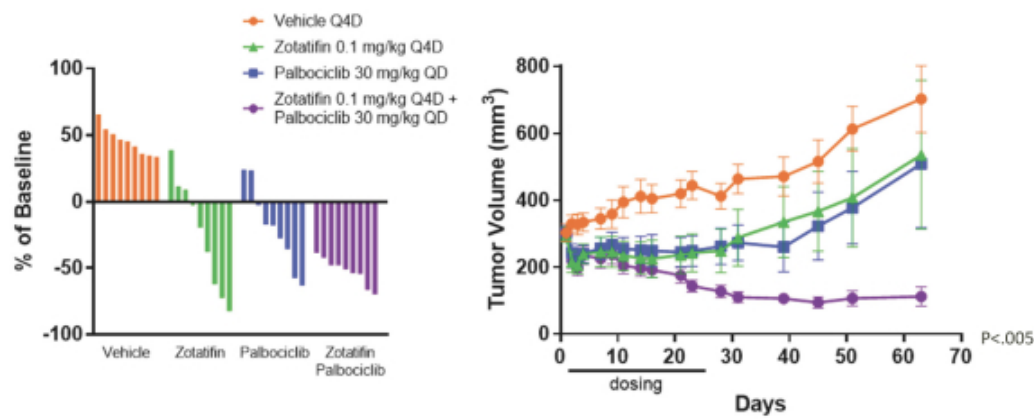 Vehicle Q4D
Zotatifin 0.1 mg/kg Q4D
Palbociclib 30 mg/kg QD
Zotatifin 0.1 mg/kg Q4D +
Palbociclib 30 mg/kg QD
% of Baseline
100
50
0
-50
-100
Vehicle
Zotatifin
Palbociclib
Zotatifin
Palbociclib
Tumor Volume (mm³)
800
600
400
200
0
0
10
20
30
40
50
60
70
dosing
Days
P<.005